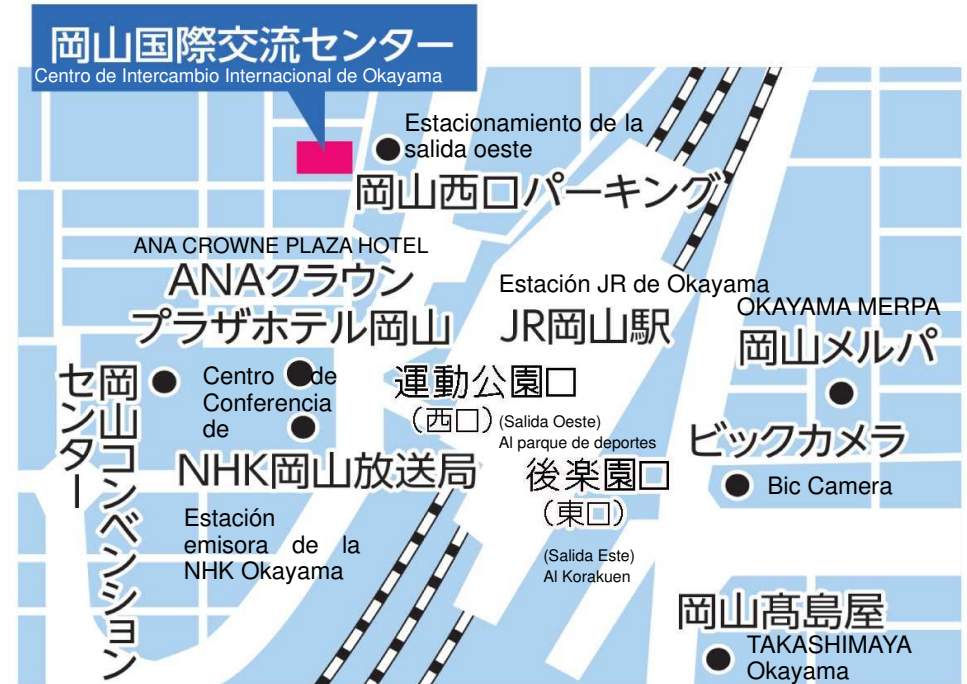 岡山国際交流センター
Centro de Intercambio Internacional de Okayama
Estacionamiento de la
salida oeste
岡山西口パーキング
ANA CROWNE PLAZA HOTEL
ANAクラウン
プラザホテル岡山
Estación JR de Okayama
JR岡山駅
OKAYAMA MERPA
岡山メルパ
岡山コンベンション
センター
Centro de
Conferencia
de
運動公園口
(西口)
(Salida Oeste)
Al parque de deportes
ビックカメラ
Bic Camera
NHK岡山放送局
Estación
emisora de la
NHK Okayama
後楽園口
(東口)
(Salida Este)
Al Korakuen
岡山髙島屋
TAKASHIMAYA
Okayama